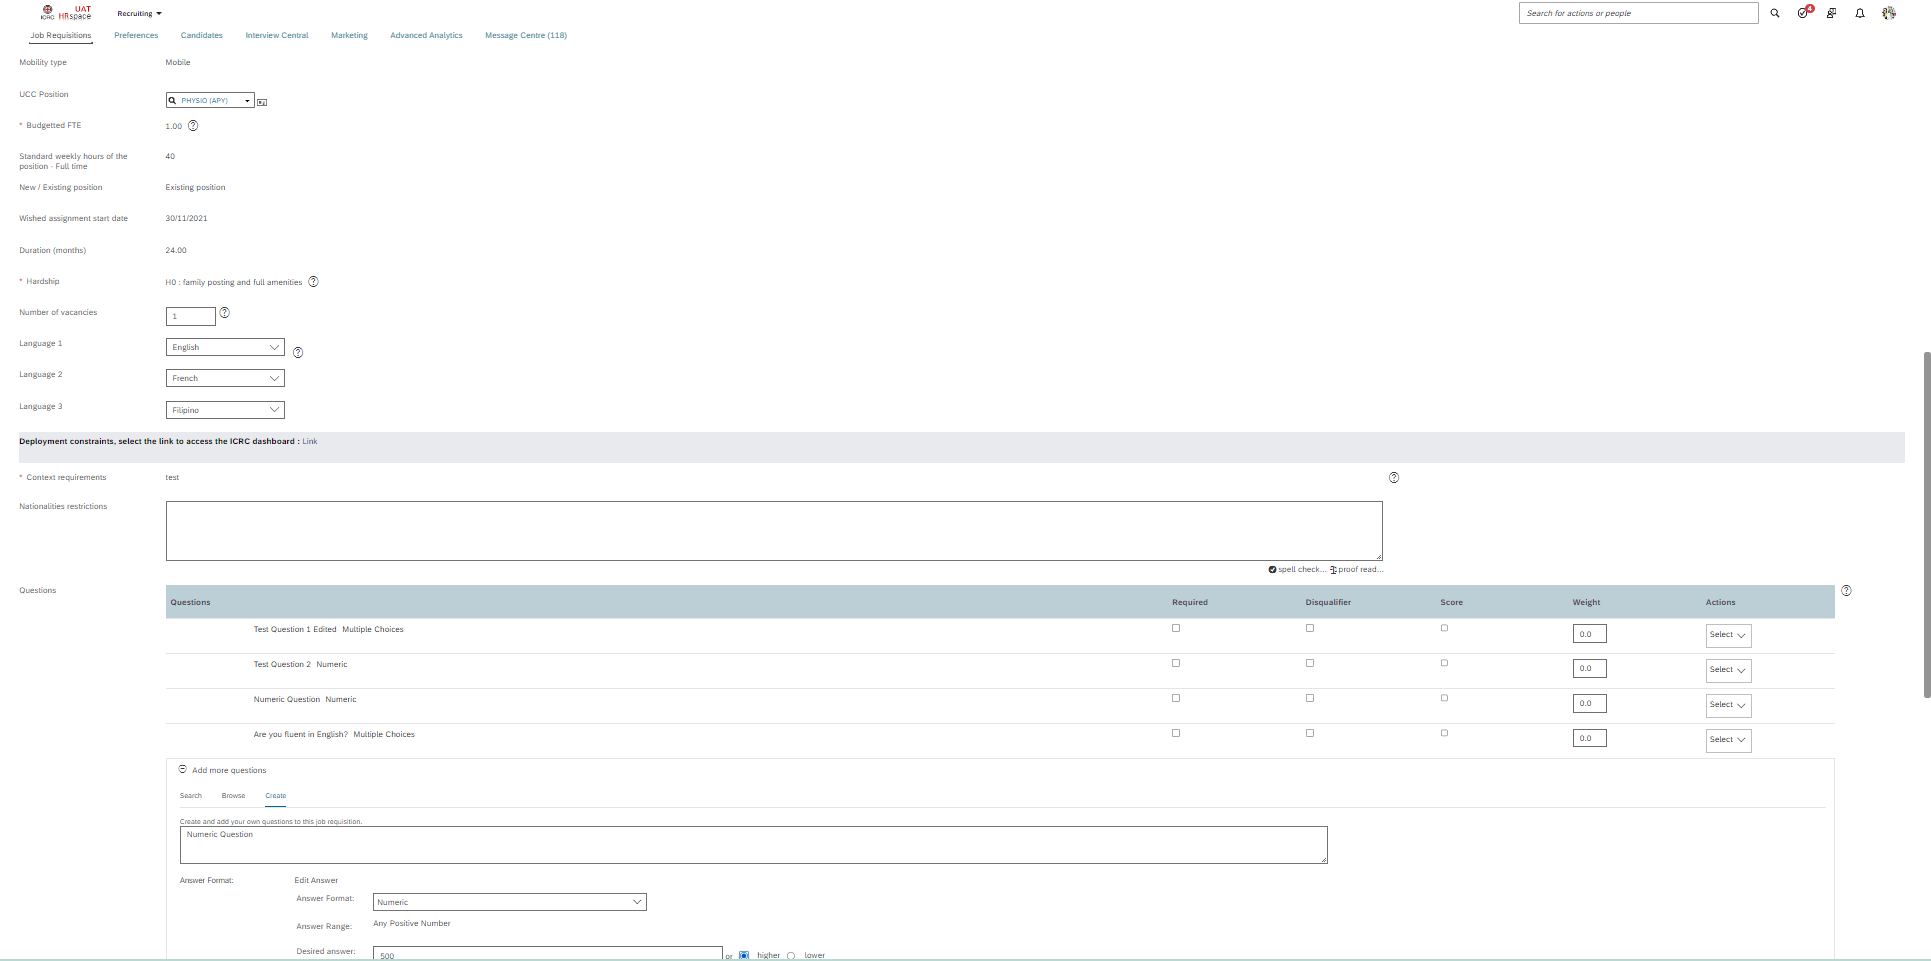 UAT
ICRC HRspace
Recruiting
Search for actions or people
4
Job Requisitions Preferences Candidates Interview Central Marketing Advanced Analytics Message Centre (118)
Mobility type Mobile
UCC Position PHYSIO (APY)
* Budgetted FTE 1.00
Standard weekly hours of the
position - Full time 40
New / Existing position Existing position
Wished assignment start date 30/11/2021
Duration (months) 24.00
* Hardship H0 : family posting and full amenities
Number of vacancies 1
Language 1 English
Language 2 French
Language 3 Filipino
Deployment constraints, select the link to access the ICRC dashboard : Link
* Context requirements test
Nationalities restrictions
spell check... proof read...
Questions
Questions Required Disqualifier Score Weight Actions
Test Question 1 Edited Multiple Choices 0.0 Select
Test Question 2 Numeric 0.0 Select
Numeric Question Numeric 0.0 Select
Are you fluent in English? Multiple Choices 0.0 Select
Add more questions
Search Browse Create
Create and add your own questions to this job requisition.
Numeric Question
Answer Format: Edit Answer
Answer Format: Numeric
Answer Range: Any Positive Number
Desired answer: 500 or higher lower